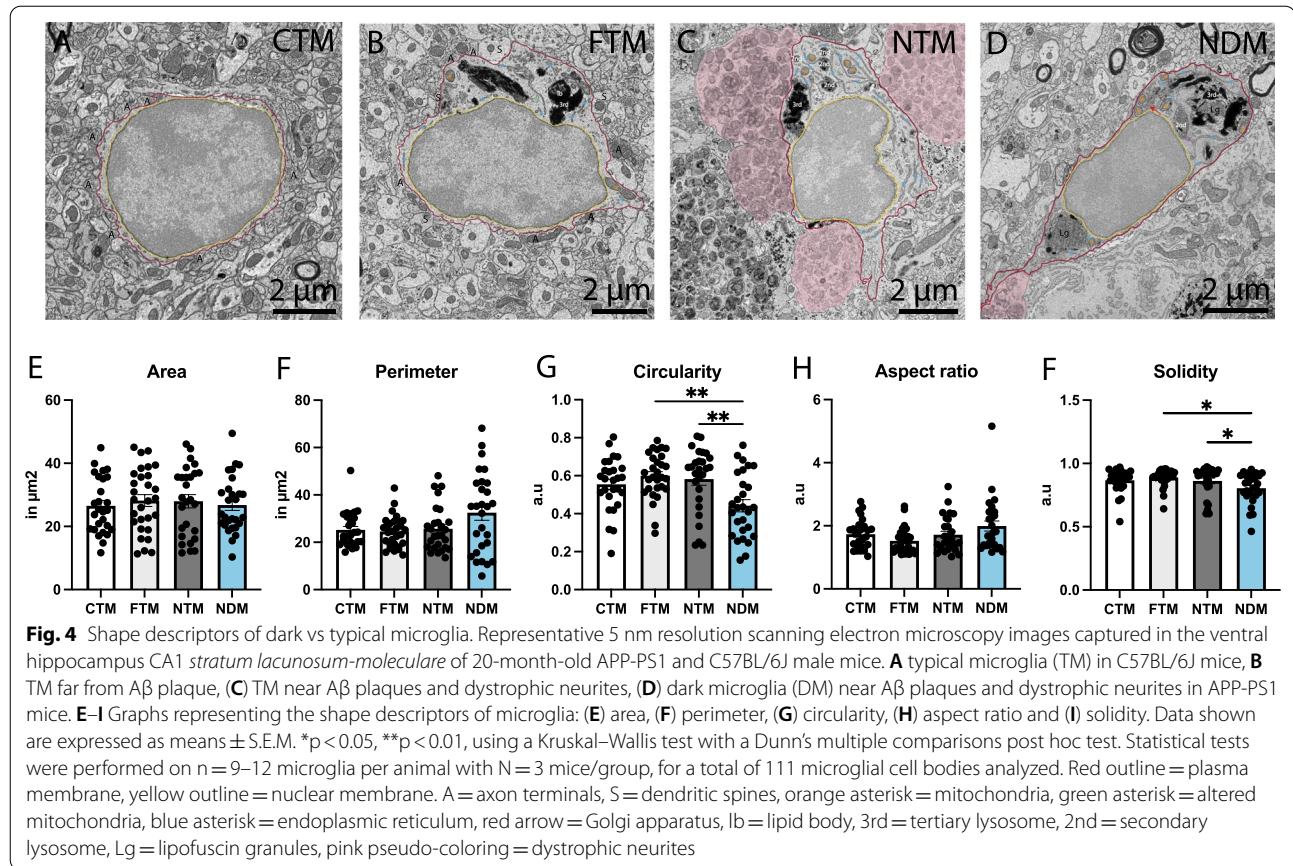 A CTM
B FTM
C NTM
D NDM
A A A A A A A A A
A A S A A S A A S A
lb
3rd
2nd
2nd
2nd
3rd
3rd
Lg
2nd
Lg
2 µm 2 µm 2 µm 2 µm
E Area
in µm2
60
40
20
0
CTM FTM NTM NDM
F Perimeter
in µm2
80
60
40
20
0
CTM FTM NTM NDM
G Circularity
** 
**
a.u
1.0
0.8
0.6
0.4
0.2
0.0
CTM FTM NTM NDM
H Aspect ratio
a.u
6
4
2
0
CTM FTM NTM NDM
F Solidity
*
*
a.u
1.5
1.0
0.5
0.0
CTM FTM NTM NDM
Fig. 4 Shape descriptors of dark vs typical microglia. Representative 5 nm resolution scanning electron microscopy images captured in the ventral
hippocampus CA1 stratum lacunosum-moleculare of 20-month-old APP-PS1 and C57BL/6J male mice. A typical microglia (TM) in C57BL/6J mice, B
TM far from Aβ plaque, (C) TM near Aβ plaques and dystrophic neurites, (D) dark microglia (DM) near Aβ plaques and dystrophic neurites in APP-PS1
mice. E–I Graphs representing the shape descriptors of microglia: (E) area, (F) perimeter, (G) circularity, (H) aspect ratio and (I) solidity. Data shown
are expressed as means ± S.E.M. *p < 0.05, **p < 0.01, using a Kruskal–Wallis test with a Dunn's multiple comparisons post hoc test. Statistical tests
were performed on n = 9–12 microglia per animal with N = 3 mice/group, for a total of 111 microglial cell bodies analyzed. Red outline = plasma
membrane, yellow outline = nuclear membrane. A = axon terminals, S = dendritic spines, orange asterisk = mitochondria, green asterisk = altered
mitochondria, blue asterisk = endoplasmic reticulum, red arrow = Golgi apparatus, lb = lipid body, 3rd = tertiary lysosome, 2nd = secondary
lysosome, Lg = lipofuscin granules, pink pseudo-coloring = dystrophic neurites